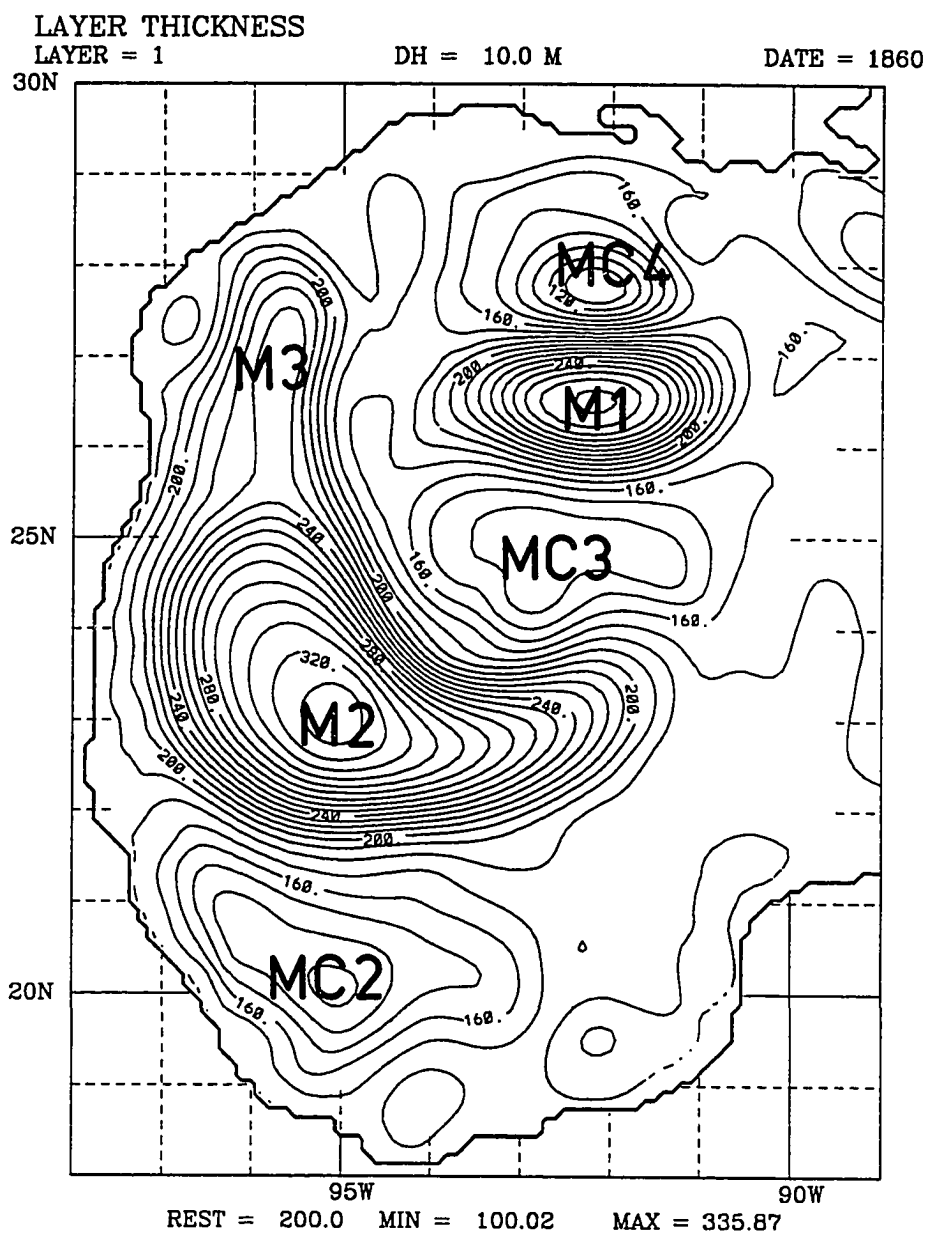 LAYER THICKNESS
LAYER = 1 DH = 10.0 M DATE = 1860
30N
160.
MC4
200.
120.
160.
160.
M3
240.
200.
M1
200.
200.
160.
240.
25N
MC3
160.
200.
160.
280.
320.
280.
200.
240.
240.
M2
200.
240.
200.
160.
MC2
20N
160.
160.
95W 90W
REST = 200.0 MIN = 100.02 MAX = 335.87